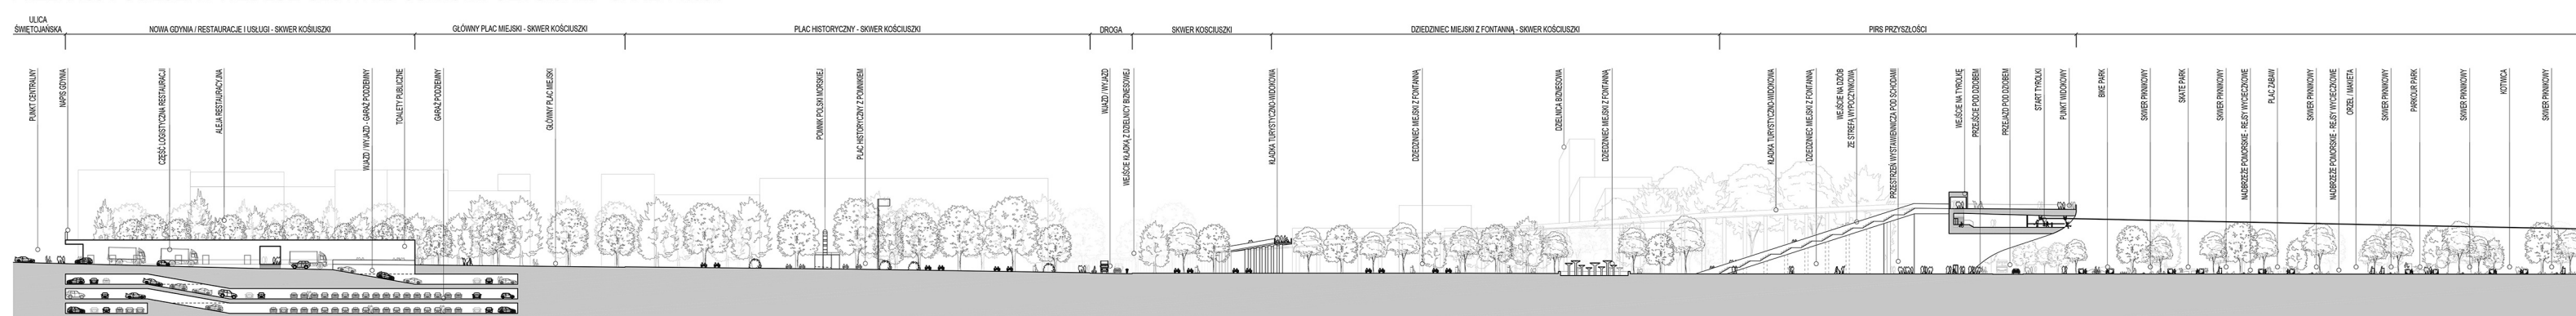 ULICA
ŚWIĘTOJAŃSKA
NOWA GDYNIA / RESTAURACJE I USŁUGI - SKWER KOŚIUSZKI
GŁÓWNY PLAC MIEJSKI - SKWER KOŚCIUSZKI
PLAC HISTORYCZNY - SKWER KOŚCIUSZKI
DROGA
SKWER KOSCIUSZKI
DZIEDZINIEC MIEJSKI Z FONTANNĄ - SKWER KOŚCIUSZKI
PIRS PRZYSZŁOŚCI
PUNKT CENTRALNY
NAPIS GDYNIA
CZĘŚĆ LOGISTYCZNA RESTAURACJI
ALEJA RESTAURACYJNA
WJAZD / WYJAZD - GARAŻ PODZIEMNY
TOALETY PUBLICZNE
GARAŻ PODZIEMNY
GŁÓWNY PLAC MIEJSKI
POMNIK POLSKI MORSKIEJ
PLAC HISTORYCZNY Z POMNIKIEM
WJAZD / WYJAZD
WEJŚCIE KŁADKĄ Z DZIELNICY BIZNESOWEJ
KŁADKA TURYSTYCZNO-WIDOKOWA
DZIEDZINIEC MIEJSKI Z FONTANNĄ
DZIELNICA BIZNESOWA
DZIEDZINIEC MIEJSKI Z FONTANNĄ
KŁADKA TURYSTYCZNO-WIDOKOWA
DZIEDZINIEC MIEJSKI Z FONTANNĄ
WEJŚCIE NA DZIÓB
ZE STREFĄ WYPOCZYNKOWĄ
PRZESTRZEŃ WYSTAWIENNICZA POD SCHODAMI
WEJŚCIE NA TYROLKĘ
PRZEJŚCIE POD DZIOBEM
PRZEJAZD POD DZIOBEM
START TYROLKI
PUNKT WIDOKOWY
BIKE PARK
SKWER PIKNIKOWY
SKATE PARK
SKWER PIKNIKOWY
NADBRZEŻE POMORSKIE - REJSY WYCIECZKOWE
PLAC ZABAW
SKWER PIKNIKOWY
NADBRZEŻE POMORSKIE - REJSY WYCIECZKOWE
ORZEŁ / MAKIETA
SKWER PIKNIKOWY
PARKOUR PARK
SKWER PIKNIKOWY
KOTWICA
SKWER PIKNIKOWY